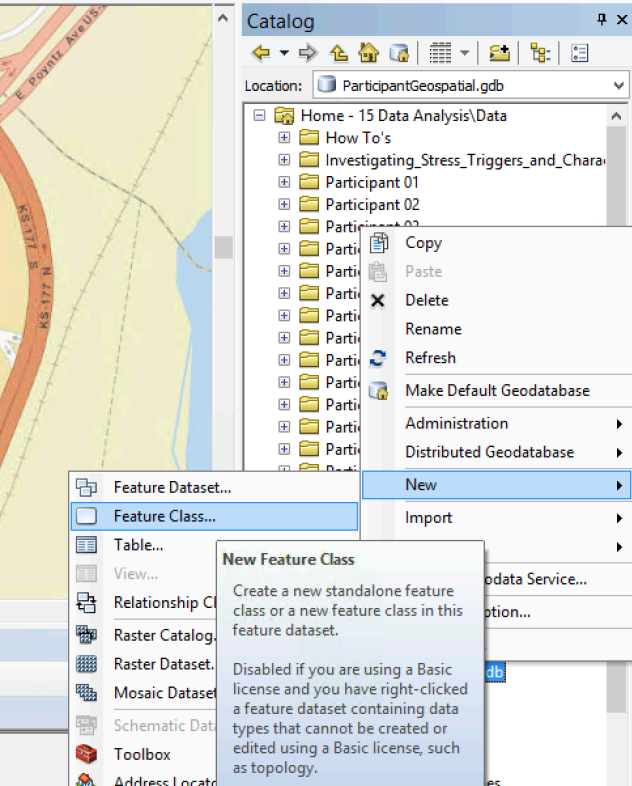 E Poyntz Ave US-
KS-177 S
KS-177 N
Catalog
Location: ParticipantGeospatial.gdb
Home - 15 Data Analysis\Data
How To's
Investigating_Stress_Triggers_and_Chara
Participant 01
Participant 02
Copy
Paste
Delete
Rename
Refresh
Make Default Geodatabase
Administration
Distributed Geodatabase
New
Import
odata Service...
ption...
db
Feature Dataset...
Feature Class...
Table...
View...
Relationship Cl
Raster Catalog.
Raster Dataset.
Mosaic Dataset
Schematic Dat
Toolbox
Address Locato
New Feature Class
Create a new standalone feature
class or a new feature class in this
feature dataset.
Disabled if you are using a Basic
license and you have right-clicked
a feature dataset containing data
types that cannot be created or
edited using a Basic license, such
as topology.